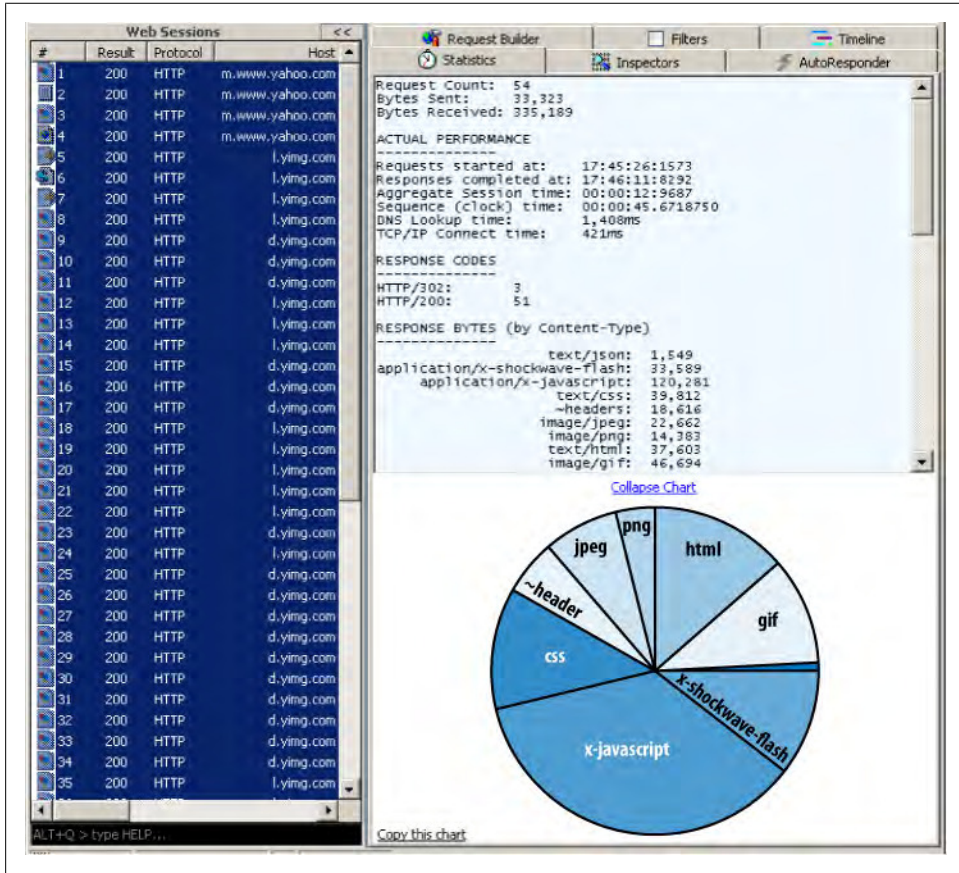 Web Sessions <<
# Result Protocol Host
1 200 HTTP m.www.yahoo.com
2 200 HTTP m.www.yahoo.com
3 200 HTTP m.www.yahoo.com
4 200 HTTP m.www.yahoo.com
5 200 HTTP l.yimg.com
6 200 HTTP l.yimg.com
7 200 HTTP l.yimg.com
8 200 HTTP l.yimg.com
9 200 HTTP d.yimg.com
10 200 HTTP d.yimg.com
11 200 HTTP d.yimg.com
12 200 HTTP l.yimg.com
13 200 HTTP l.yimg.com
14 200 HTTP l.yimg.com
15 200 HTTP d.yimg.com
16 200 HTTP d.yimg.com
17 200 HTTP d.yimg.com
18 200 HTTP l.yimg.com
19 200 HTTP l.yimg.com
20 200 HTTP l.yimg.com
21 200 HTTP l.yimg.com
22 200 HTTP l.yimg.com
23 200 HTTP d.yimg.com
24 200 HTTP l.yimg.com
25 200 HTTP d.yimg.com
26 200 HTTP d.yimg.com
27 200 HTTP d.yimg.com
28 200 HTTP d.yimg.com
29 200 HTTP d.yimg.com
30 200 HTTP d.yimg.com
31 200 HTTP d.yimg.com
32 200 HTTP d.yimg.com
33 200 HTTP d.yimg.com
34 200 HTTP d.yimg.com
35 200 HTTP l.yimg.com
ALT+Q > type HELP...
Request Builder Filters Timeline
Statistics Inspectors AutoResponder
Request Count: 54
Bytes Sent: 33,323
Bytes Received: 335,189
ACTUAL PERFORMANCE
--------------
Requests started at: 17:45:26:1573
Responses completed at: 17:46:11:8292
Aggregate Session time: 00:00:12:9687
Sequence (clock) time: 00:00:45.6718750
DNS Lookup time: 1,408ms
TCP/IP Connect time: 421ms
RESPONSE CODES
--------------
HTTP/302: 3
HTTP/200: 51
RESPONSE BYTES (by Content-Type)
--------------
text/json: 1,549
application/x-shockwave-flash: 33,589
application/x-javascript: 120,281
text/css: 39,812
~headers: 18,616
image/jpeg: 22,662
image/png: 14,383
text/html: 37,603
image/gif: 46,694
Collapse Chart
png
jpeg
html
~header
gif
css
x-shockwave-flash
x-javascript
Copy this chart